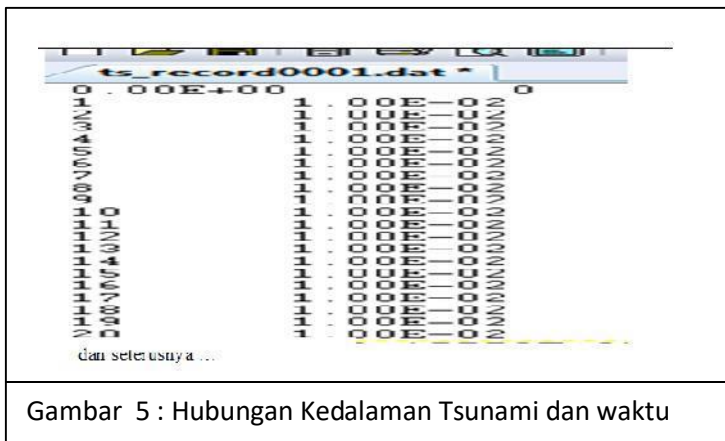 ts_record0001.dat *
0.00E+00 0
1 1.00E-02
2 1.00E-02
3 1.00E-02
4 1.00E-02
5 1.00E-02
6 1.00E-02
7 1.00E-02
8 1.00E-02
9 1.00E-02
10 1.00E-02
11 1.00E-02
12 1.00E-02
13 1.00E-02
14 1.00E-02
15 1.00E-02
16 1.00E-02
17 1.00E-02
18 1.00E-02
19 1.00E-02
20 1.00E-02
dan seterusnya ...
Gambar 5 : Hubungan Kedalaman Tsunami dan waktu